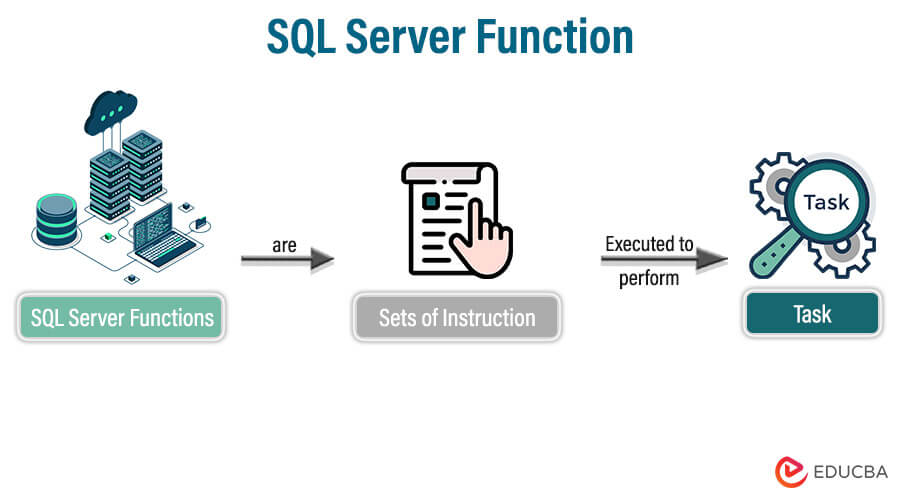 SQL Server Function
Task
are
Executed to
perform
SQL Server Functions
Sets of Instruction
Task
EDUCBA